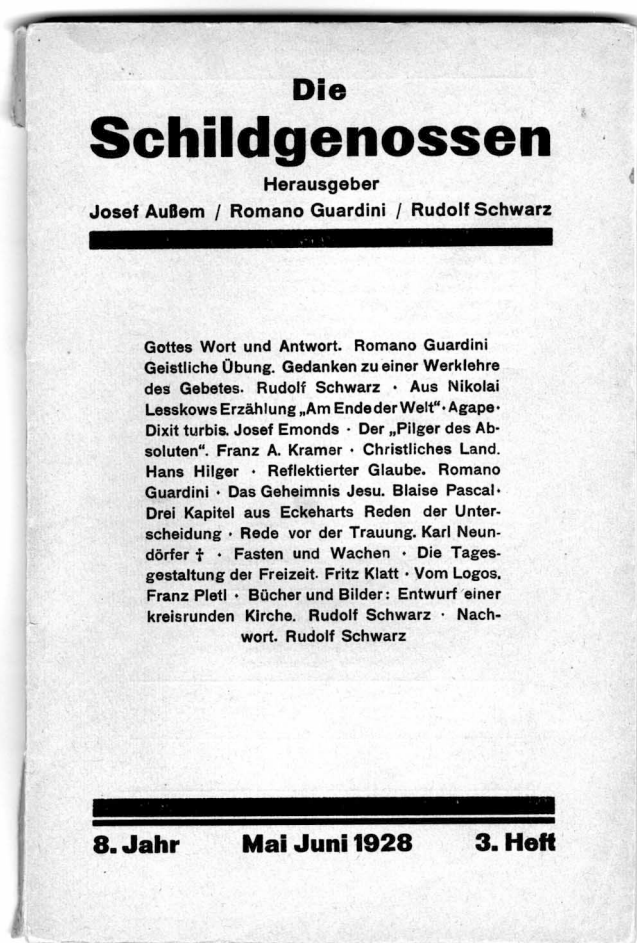 Die
Schildgenossen
Herausgeber
Josef Außem / Romano Guardini / Rudolf Schwarz
Gottes Wort und Antwort. Romano Guardini
Geistliche Übung. Gedanken zu einer Werklehre
des Gebetes. Rudolf Schwarz · Aus Nikolai
Lesskows Erzählung „Am Ende der Welt“ · Agape ·
Dixit turbis. Josef Emonds · Der „Pilger des Ab-
soluten“. Franz A. Kramer · Christliches Land.
Hans Hilger · Reflektierter Glaube. Romano
Guardini · Das Geheimnis Jesu. Blaise Pascal ·
Drei Kapitel aus Eckeharts Reden der Unter-
scheidung · Rede vor der Trauung. Karl Neun-
dörfer † · Fasten und Wachen · Die Tages-
gestaltung der Freizeit. Fritz Klatt · Vom Logos.
Franz Pletl · Bücher und Bilder: Entwurf einer
kreisrunden Kirche. Rudolf Schwarz · Nach-
wort. Rudolf Schwarz
8. Jahr Mai Juni 1928 3. Heft